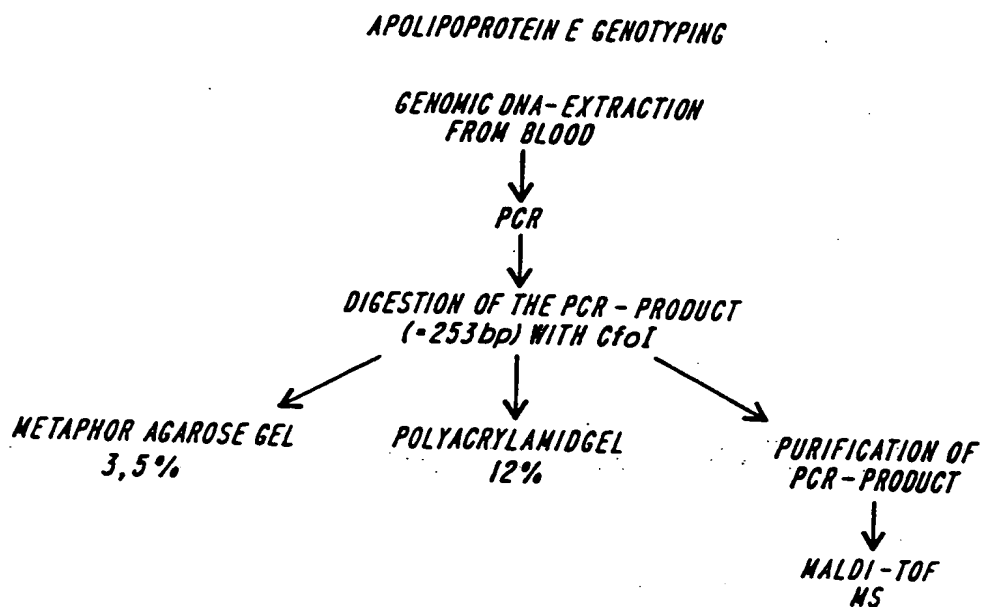 APOLIPOPROTEIN E GENOTYPING
GENOMIC DNA-EXTRACTION
FROM BLOOD
PCR
DIGESTION OF THE PCR-PRODUCT
(=253bp) WITH CfoI
METAPHOR AGAROSE GEL
3,5%
POLYACRYLAMIDGEL
12%
PURIFICATION OF
PCR-PRODUCT
MALDI-TOF
MS